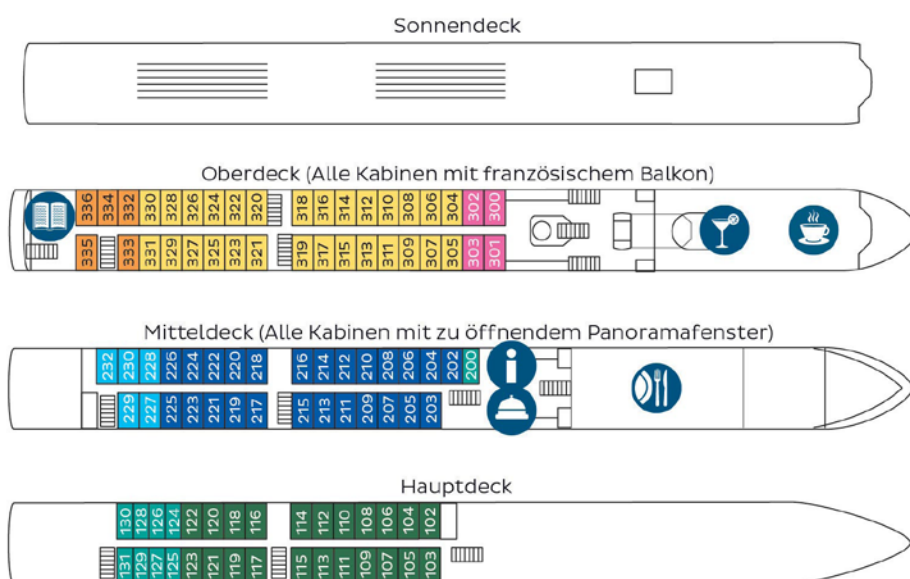 Sonnendeck
Oberdeck (Alle Kabinen mit französischem Balkon)
336 334 332 330 328 326 324 322 320 318 316 314 312 310 308 306 304 302 300
335 333 331 329 327 325 323 321 319 317 315 313 311 309 307 305 303 301
Mitteldeck (Alle Kabinen mit zu öffnendem Panoramafenster)
232 230 228 226 224 222 220 218 216 214 212 210 208 206 204 202 200
229 227 225 223 221 219 217 215 213 211 209 207 205 203
Hauptdeck
130 128 126 124 122 120 118 116 114 112 110 108 106 104 102
131 129 127 125 123 121 119 117 115 113 111 109 107 105 103